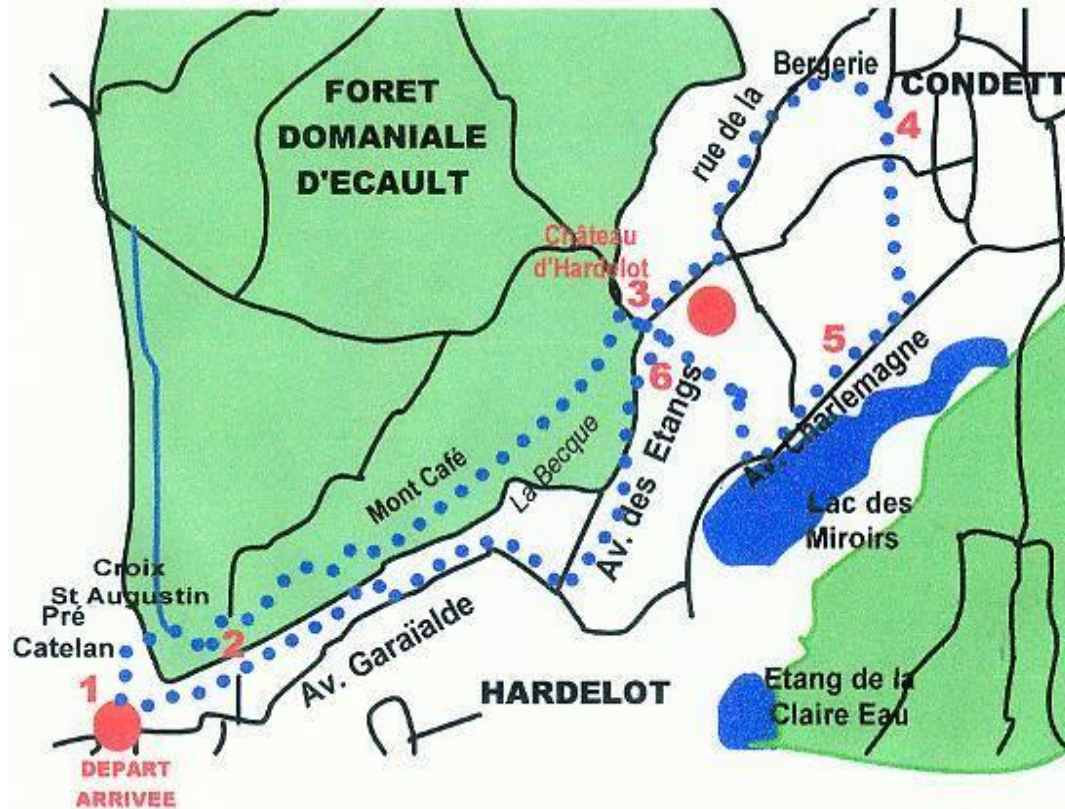 Bergerie
CONDETT
rue de la
4
FORET
DOMANIALE
D'ECAULT
Château
d'Hardelot
3
5
6
Av. Charlemagne
Mont Café
La Becque
Av. des Etangs
Lac des
Miroirs
Croix
St Augustin
Pré
Catelan
2
Av. Garaïalde
1
HARDELOT
Etang de la
Claire Eau
DEPART
ARRIVEE